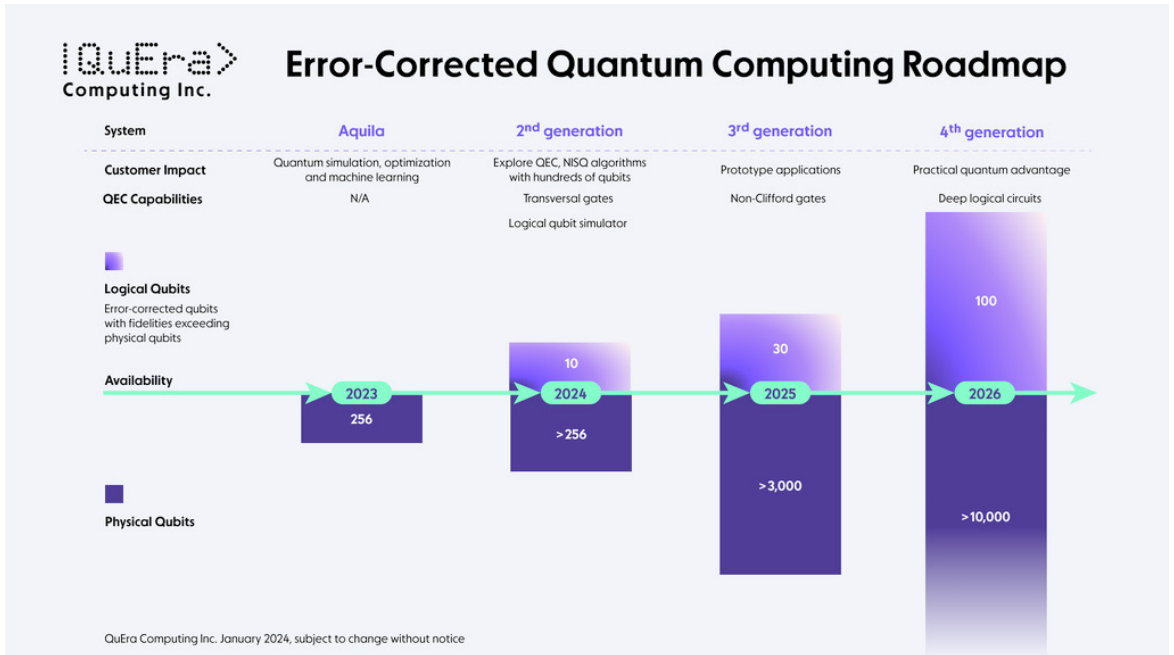 |QuEra>
Computing Inc.
Error-Corrected Quantum Computing Roadmap
System
Aquila
2nd generation
3rd generation
4th generation
Customer Impact
Quantum simulation, optimization
and machine learning
Explore QEC, NISQ algorithms
with hundreds of qubits
Prototype applications
Practical quantum advantage
QEC Capabilities
N/A
Transversal gates
Logical qubit simulator
Non-Clifford gates
Deep logical circuits
Logical Qubits
Error-corrected qubits
with fidelities exceeding
physical qubits
10
30
100
Availability
2023
2024
2025
2026
256
>256
>3,000
>10,000
Physical Qubits
QuEra Computing Inc. January 2024, subject to change without notice